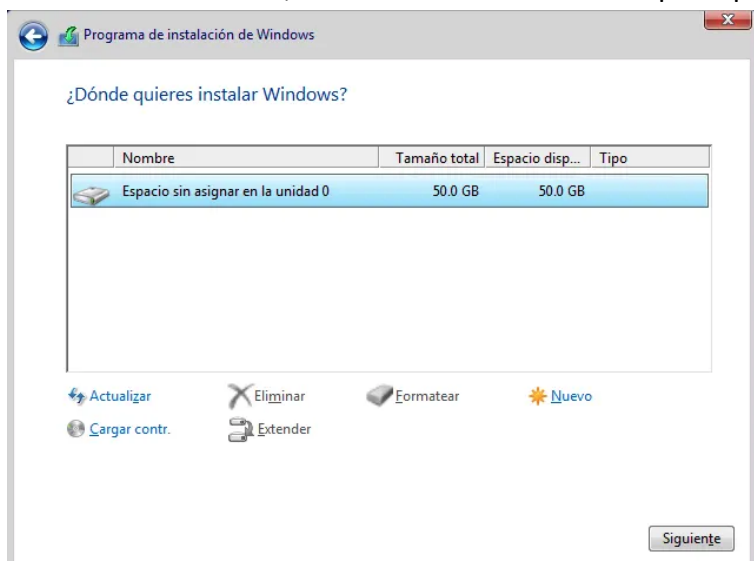 Programa de instalación de Windows
¿Dónde quieres instalar Windows?
Nombre Tamaño total Espacio disp... Tipo
Espacio sin asignar en la unidad 0 50.0 GB 50.0 GB
Actualizar Eliminar Formatear Nuevo
Cargar contr. Extender
Siguiente